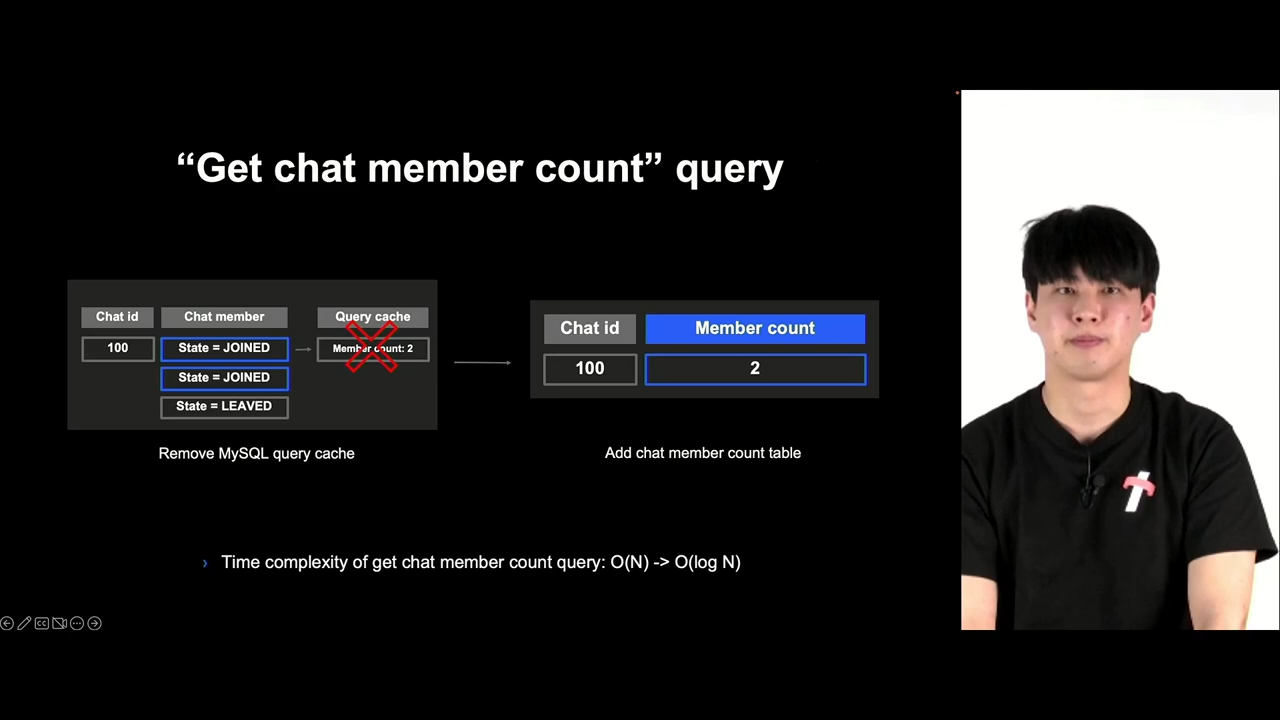 “Get chat member count” query
Chat id
Chat member
Query cache
100
State = JOINED
Member count: 2
State = JOINED
State = LEAVED
Remove MySQL query cache
Chat id
Member count
100
2
Add chat member count table
› Time complexity of get chat member count query: O(N) -> O(log N)
CC